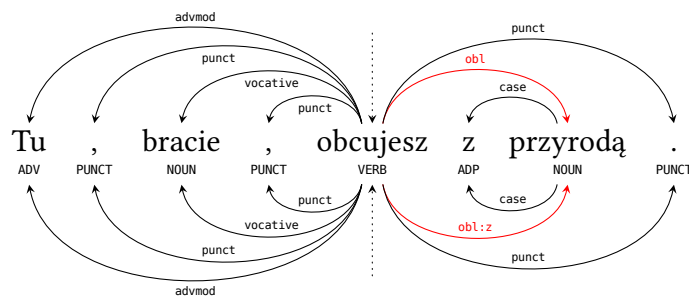 advmod
punct
punct
obl
vocative
case
punct
Tu , bracie , obcujesz z przyrodą .
ADV PUNCT NOUN PUNCT VERB ADP NOUN PUNCT
punct
case
vocative
obl:z
punct
punct
advmod